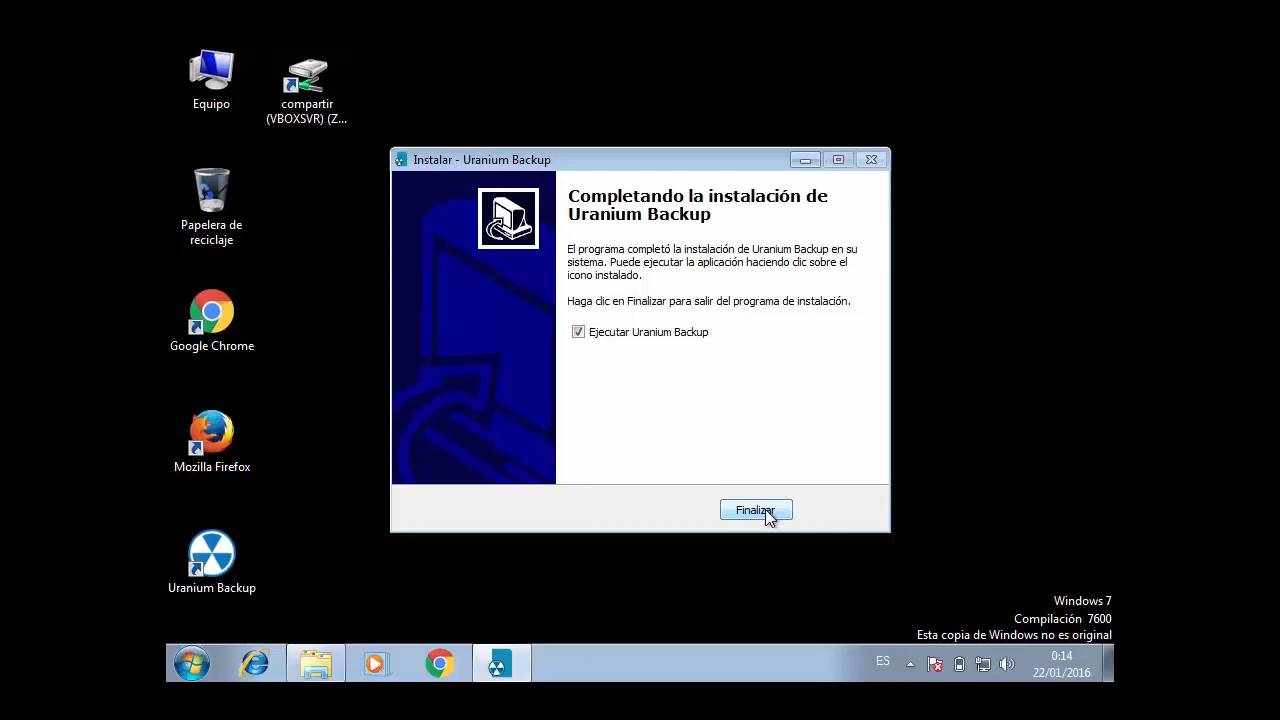 Equipo
compartir
(VBOXSVR) (Z...
Papelera de
reciclaje
Google Chrome
Mozilla Firefox
Uranium Backup
Instalar - Uranium Backup
Completando la instalación de
Uranium Backup
El programa completó la instalación de Uranium Backup en su
sistema. Puede ejecutar la aplicación haciendo clic sobre el
icono instalado.
Haga clic en Finalizar para salir del programa de instalación.
Ejecutar Uranium Backup
Finalizar
Windows 7
Compilación 7600
Esta copia de Windows no es original
ES
0:14
22/01/2016